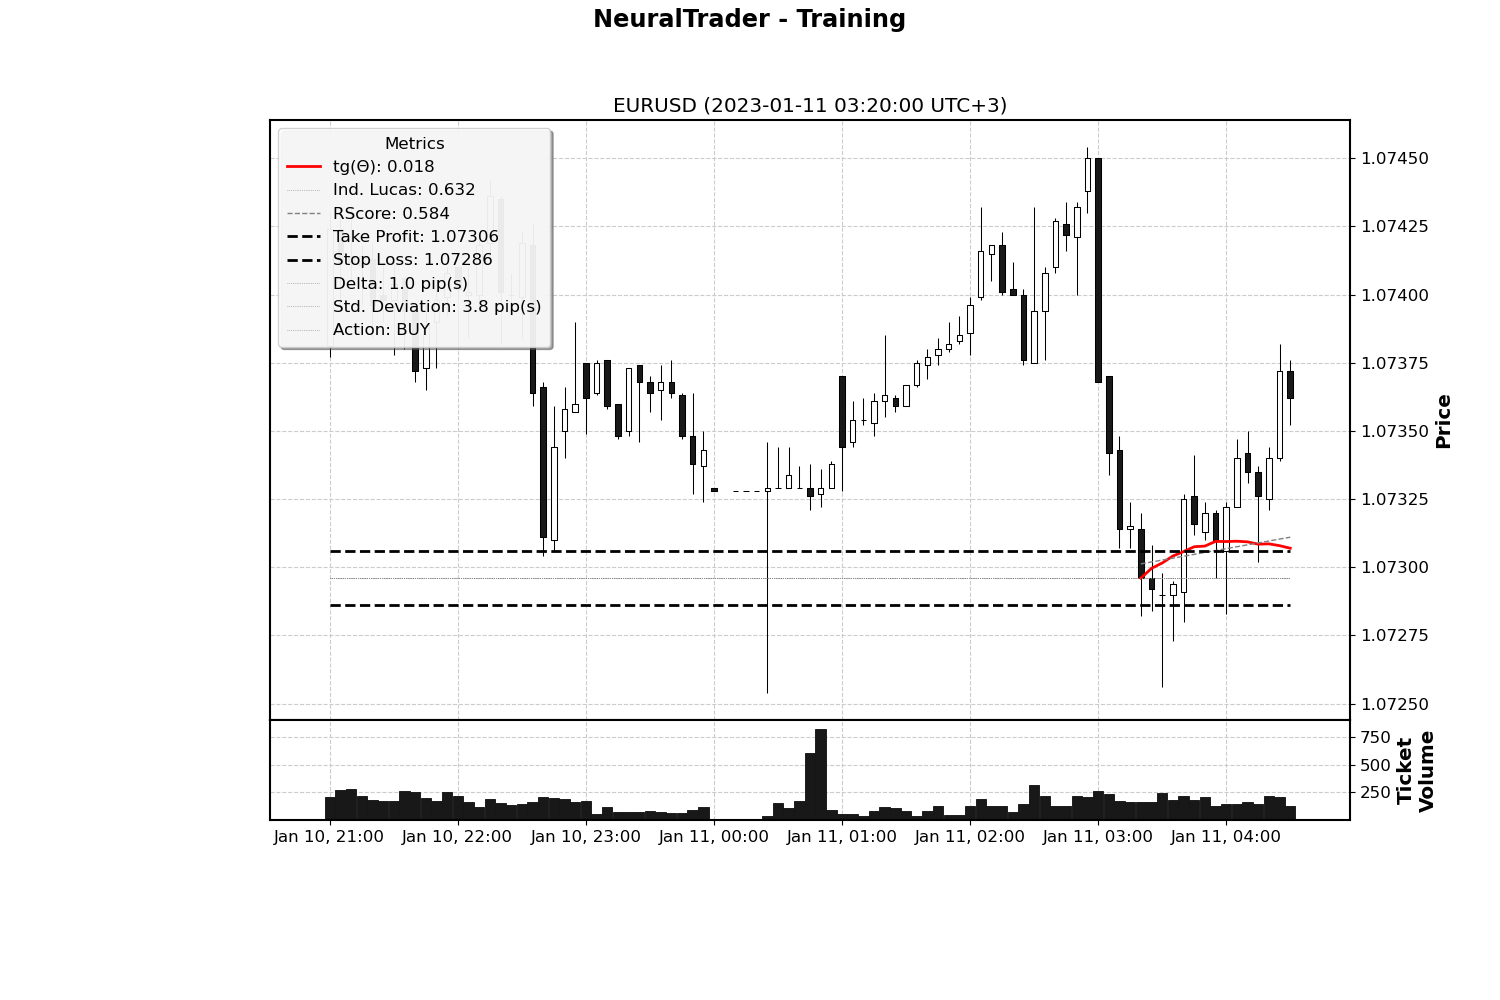 NeuralTrader - Training
EURUSD (2023-01-11 03:20:00 UTC+3)
Metrics
tg(Θ): 0.018
Ind. Lucas: 0.632
RScore: 0.584
Take Profit: 1.07306
Stop Loss: 1.07286
Delta: 1.0 pip(s)
Std. Deviation: 3.8 pip(s)
Action: BUY
1.07450
1.07425
1.07400
1.07375
1.07350
1.07325
1.07300
1.07275
1.07250
Price
750
500
250
Ticket
Volume
Jan 10, 21:00
Jan 10, 22:00
Jan 10, 23:00
Jan 11, 00:00
Jan 11, 01:00
Jan 11, 02:00
Jan 11, 03:00
Jan 11, 04:00